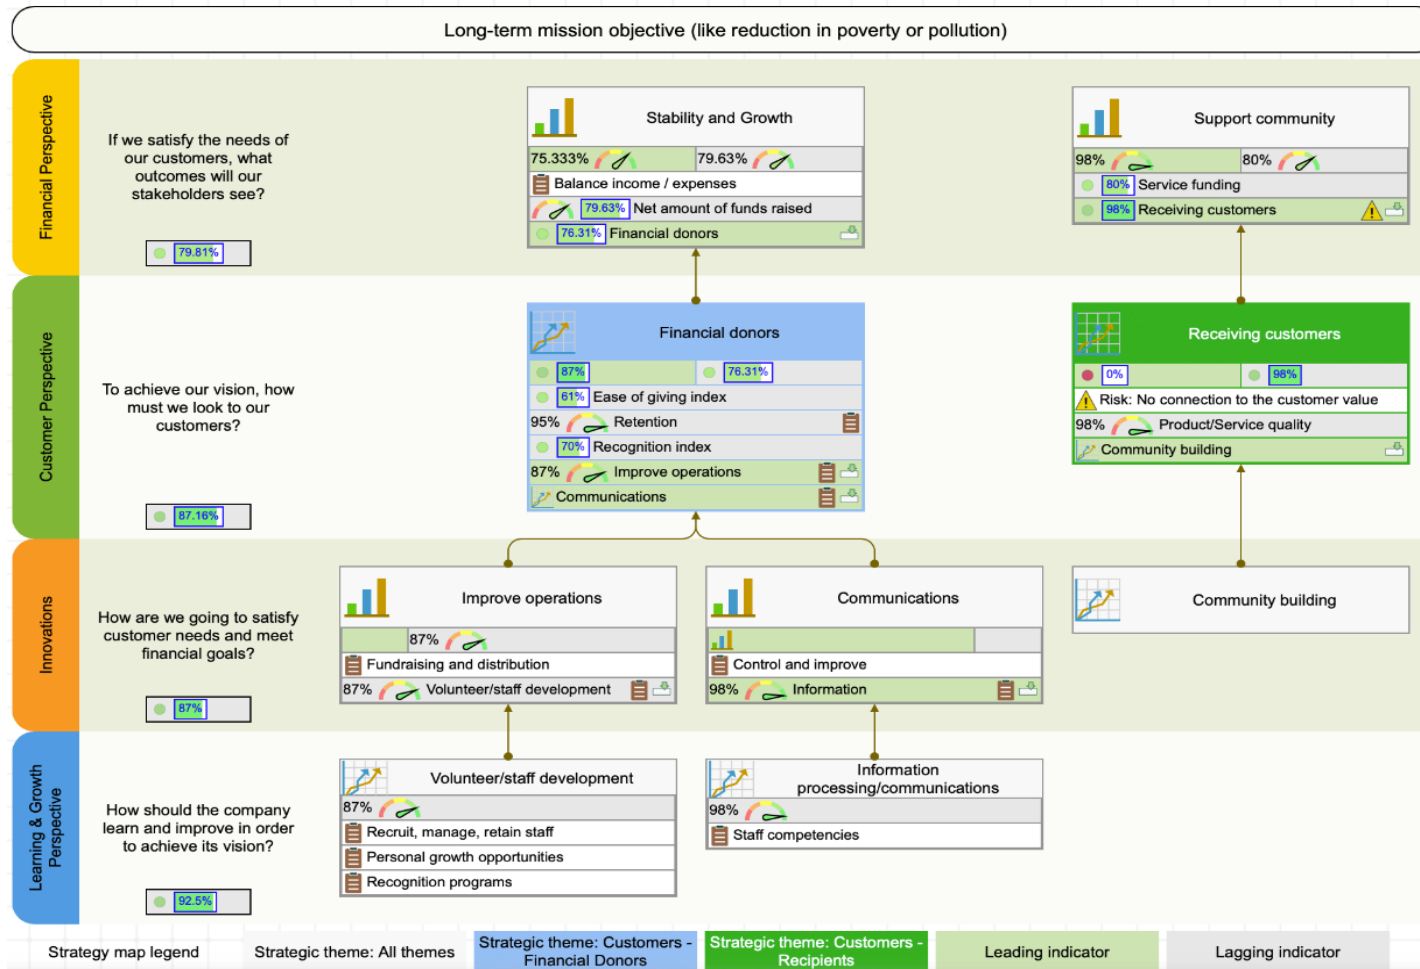 Long-term mission objective (like reduction in poverty or pollution)
Financial Perspective
If we satisfy the needs of
our customers, what
outcomes will our
stakeholders see?
79.81%
Stability and Growth
75.333% 79.63%
Balance income / expenses
79.63% Net amount of funds raised
76.31% Financial donors
Support community
98% 80%
80% Service funding
98% Receiving customers
Customer Perspective
To achieve our vision, how
must we look to our
customers?
87.16%
Financial donors
87% 76.31%
61% Ease of giving index
95% Retention
70% Recognition index
87% Improve operations
Communications
Receiving customers
0% 98%
Risk: No connection to the customer value
98% Product/Service quality
Community building
Innovations
How are we going to satisfy
customer needs and meet
financial goals?
87%
Improve operations
87%
Fundraising and distribution
87% Volunteer/staff development
Communications
Control and improve
98% Information
Community building
Learning & Growth
Perspective
How should the company
learn and improve in order
to achieve its vision?
92.5%
Volunteer/staff development
87%
Recruit, manage, retain staff
Personal growth opportunities
Recognition programs
Information
processing/communications
98%
Staff competencies
Strategy map legend
Strategic theme: All themes
Strategic theme: Customers -
Financial Donors
Strategic theme: Customers -
Recipients
Leading indicator
Lagging indicator